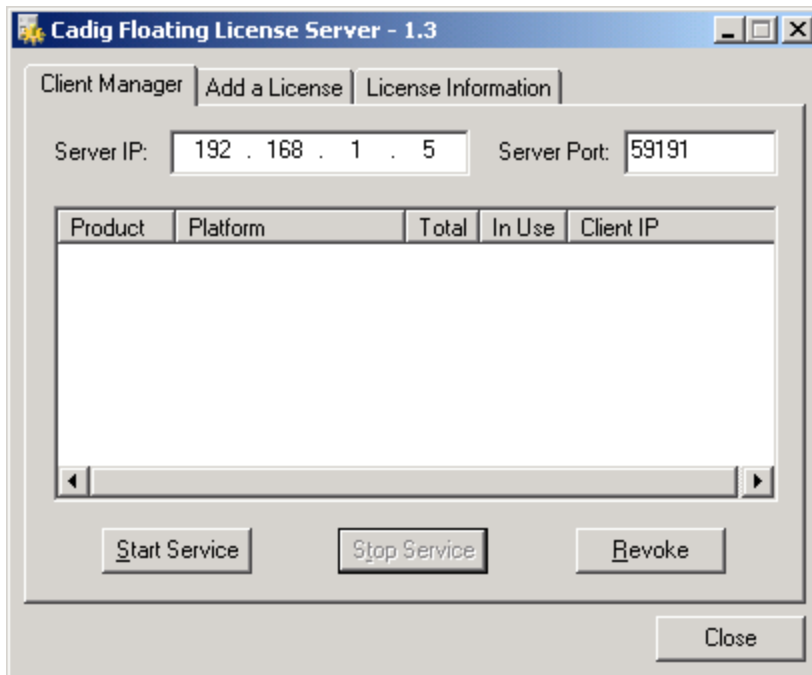 Cadig Floating License Server - 1.3
Client Manager Add a License License Information
Server IP: 192 . 168 . 1 . 5 Server Port: 59191
Product Platform Total In Use Client IP
Start Service Stop Service Revoke
Close